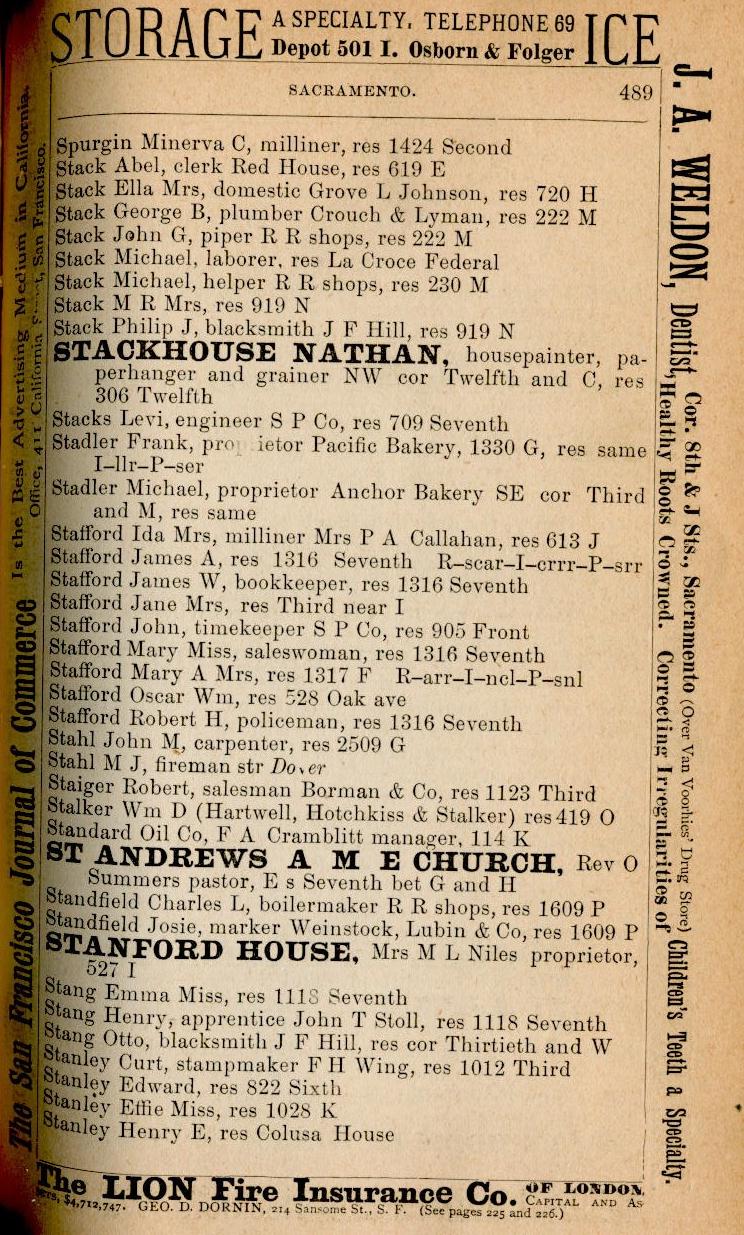 STORAGE A SPECIALTY, TELEPHONE 69 ICE
Depot 501 I. Osborn & Folger
SACRAMENTO. 489
Spurgin Minerva C, milliner, res 1424 Second
Stack Abel, clerk Red House, res 619 E
Stack Ella Mrs, domestic Grove L Johnson, res 720 H
Stack George B, plumber Crouch & Lyman, res 222 M
Stack John G, piper R R shops, res 222 M
Stack Michael, laborer, res La Croce Federal
Stack Michael, helper R R shops, res 230 M
Stack M R Mrs, res 919 N
Stack Philip J, blacksmith J F Hill, res 919 N
STACKHOUSE NATHAN, housepainter, pa-
perhanger and grainer NW cor Twelfth and C, res
306 Twelfth
Stacks Levi, engineer S P Co, res 709 Seventh
Stadler Frank, pro ietor Pacific Bakery, 1330 G, res same
I-llr-P-ser
Stadler Michael, proprietor Anchor Bakery SE cor Third
and M, res same
Stafford Ida Mrs, milliner Mrs P A Callahan, res 613 J
Stafford James A, res 1316 Seventh R-scar-I-crrr-P-srr
Stafford James W, bookkeeper, res 1316 Seventh
Stafford Jane Mrs, res Third near I
Stafford John, timekeeper S P Co, res 905 Front
Stafford Mary Miss, saleswoman, res 1316 Seventh
Stafford Mary A Mrs, res 1317 F R-arr-I-ncl-P-snl
Stafford Oscar Wm, res 528 Oak ave
Stafford Robert H, policeman, res 1316 Seventh
Stahl John M, carpenter, res 2509 G
Stahl M J, fireman str Dover
Staiger Robert, salesman Borman & Co, res 1123 Third
Stalker Wm D (Hartwell, Hotchkiss & Stalker) res 419 O
Standard Oil Co, F A Cramblitt manager, 114 K
ST ANDREWS A M E CHURCH, Rev O
Summers pastor, E s Seventh bet G and H
Standfield Charles L, boilermaker R R shops, res 1609 P
Standfield Josie, marker Weinstock, Lubin & Co, res 1609 P
STANFORD HOUSE, Mrs M L Niles proprietor,
527 I
Stang Emma Miss, res 1118 Seventh
Stang Henry, apprentice John T Stoll, res 1118 Seventh
Stang Otto, blacksmith J F Hill, res cor Thirtieth and W
Stanley Curt, stampmaker F H Wing, res 1012 Third
Stanley Edward, res 822 Sixth
Stanley Effie Miss, res 1028 K
Stanley Henry E, res Colusa House
The LION Fire Insurance Co. OF LONDON.
CAPITAL AND As
$4,712,747. GEO. D. DORNIN, 214 Sansome St., S. F. (See pages 225 and 226.)
The San Francisco Journal of Commerce Is the Best Advertising Medium in California.
Office, 411 California Street, San Francisco.
J. A. WELDON, Dentist, Cor. 8th & J Sts., Sacramento (Over Van Voorhies' Drug Store) Children's Teeth a Specialty.
Healthy Roots Crowned. Correcting Irregularities of